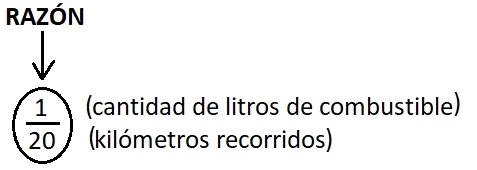 RAZÓN
1 (cantidad de litros de combustible)
20 (kilómetros recorridos)